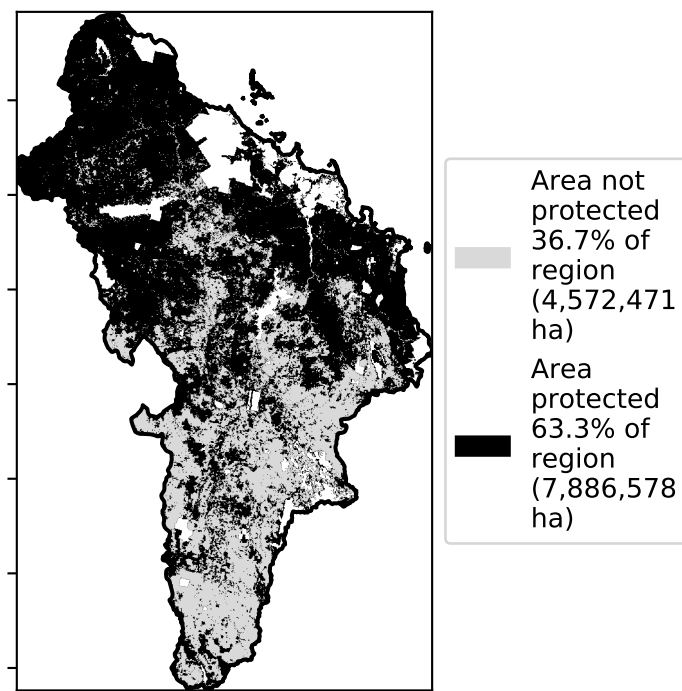 Area not
protected
36.7% of
region
(4,572,471
ha)
Area
protected
63.3% of
region
(7,886,578
ha)